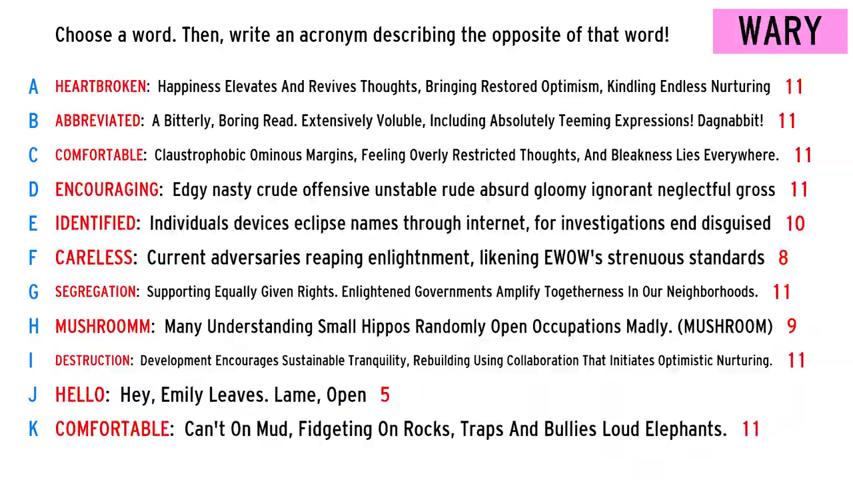 Choose a word. Then, write an acronym describing the opposite of that word!
WARY
A HEARTBROKEN: Happiness Elevates And Revives Thoughts, Bringing Restored Optimism, Kindling Endless Nurturing 11
B ABBREVIATED: A Bitterly, Boring Read. Extensively Voluble, Including Absolutely Teeming Expressions! Dagnabbit! 11
C COMFORTABLE: Claustrophobic Ominous Margins, Feeling Overly Restricted Thoughts, And Bleakness Lies Everywhere. 11
D ENCOURAGING: Edgy nasty crude offensive unstable rude absurd gloomy ignorant neglectful gross 11
E IDENTIFIED: Individuals devices eclipse names through internet, for investigations end disguised 10
F CARELESS: Current adversaries reaping enlightnment, likening EWOW's strenuous standards 8
G SEGREGATION: Supporting Equally Given Rights. Enlightened Governments Amplify Togetherness In Our Neighborhoods. 11
H MUSHROOMM: Many Understanding Small Hippos Randomly Open Occupations Madly. (MUSHROOM) 9
I DESTRUCTION: Development Encourages Sustainable Tranquility, Rebuilding Using Collaboration That Initiates Optimistic Nurturing. 11
J HELLO: Hey, Emily Leaves. Lame, Open 5
K COMFORTABLE: Can't On Mud, Fidgeting On Rocks, Traps And Bullies Loud Elephants. 11